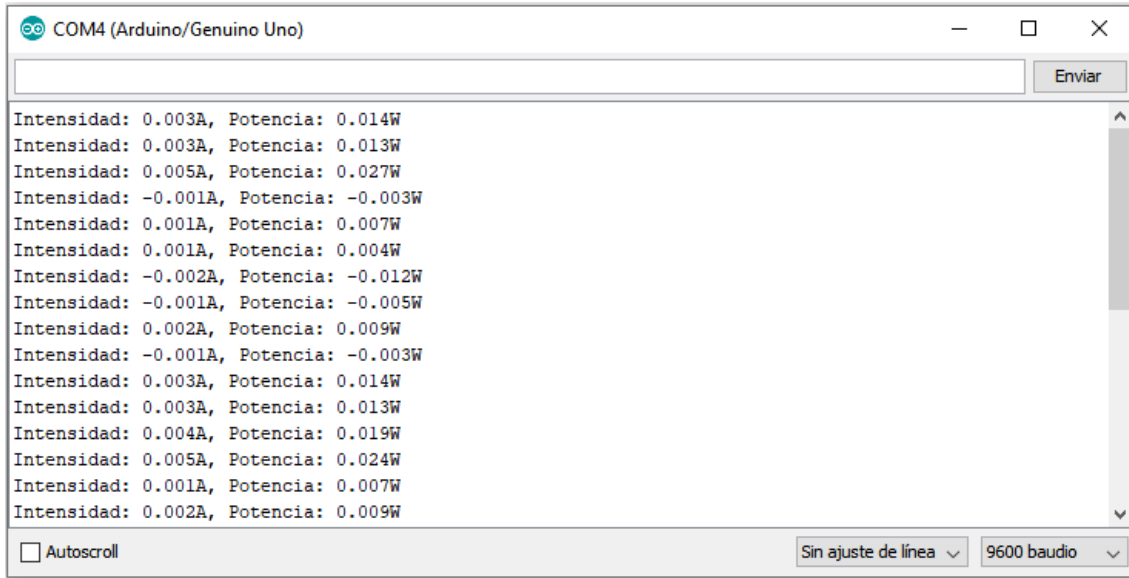 COM4 (Arduino/Genuino Uno)
Enviar
Intensidad: 0.003A, Potencia: 0.014W
Intensidad: 0.003A, Potencia: 0.013W
Intensidad: 0.005A, Potencia: 0.027W
Intensidad: -0.001A, Potencia: -0.003W
Intensidad: 0.001A, Potencia: 0.007W
Intensidad: 0.001A, Potencia: 0.004W
Intensidad: -0.002A, Potencia: -0.012W
Intensidad: -0.001A, Potencia: -0.005W
Intensidad: 0.002A, Potencia: 0.009W
Intensidad: -0.001A, Potencia: -0.003W
Intensidad: 0.003A, Potencia: 0.014W
Intensidad: 0.003A, Potencia: 0.013W
Intensidad: 0.004A, Potencia: 0.019W
Intensidad: 0.005A, Potencia: 0.024W
Intensidad: 0.001A, Potencia: 0.007W
Intensidad: 0.002A, Potencia: 0.009W
Autoscroll Sin ajuste de línea 9600 baudio